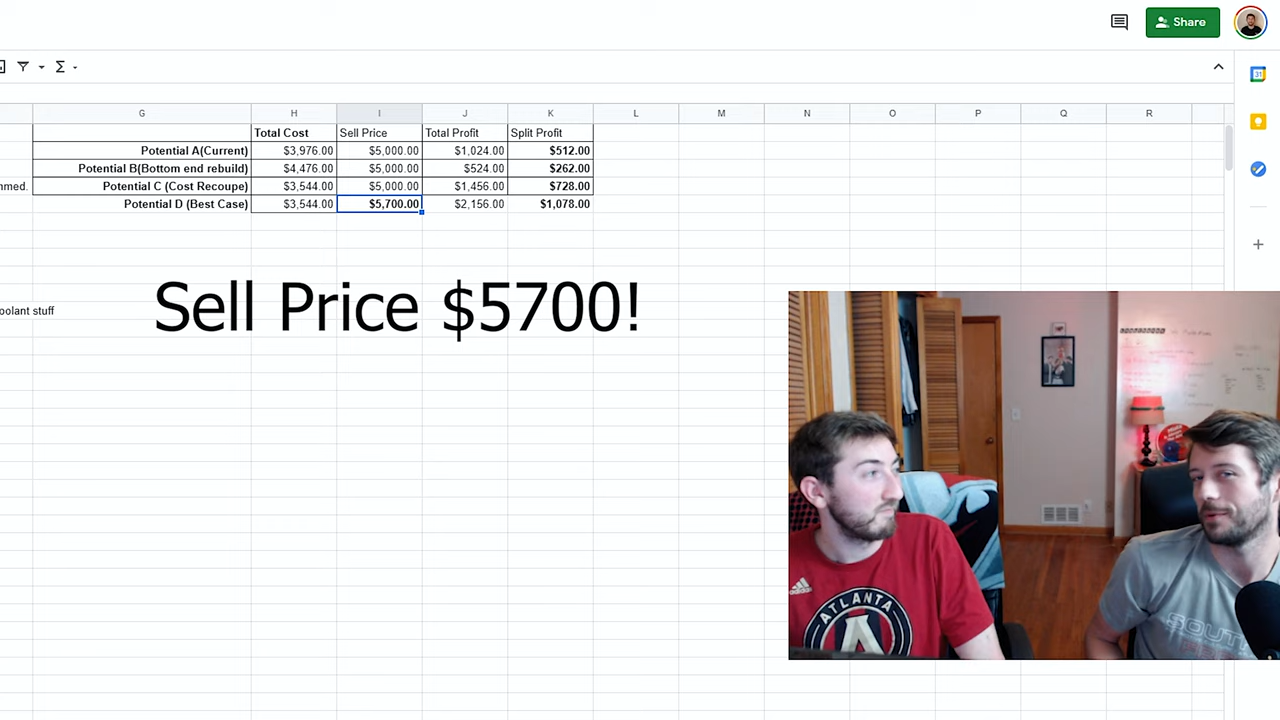 Share
31
G H I J K L M N O P Q R
Total Cost Sell Price Total Profit Split Profit
Potential A(Current) $3,976.00 $5,000.00 $1,024.00 $512.00
Potential B(Bottom end rebuild) $4,476.00 $5,000.00 $524.00 $262.00
nmed. Potential C (Cost Recoupe) $3,544.00 $5,000.00 $1,456.00 $728.00
Potential D (Best Case) $3,544.00 $5,700.00 $2,156.00 $1,078.00
oolant stuff
Sell Price $5700!
ATLANTA
SOUT